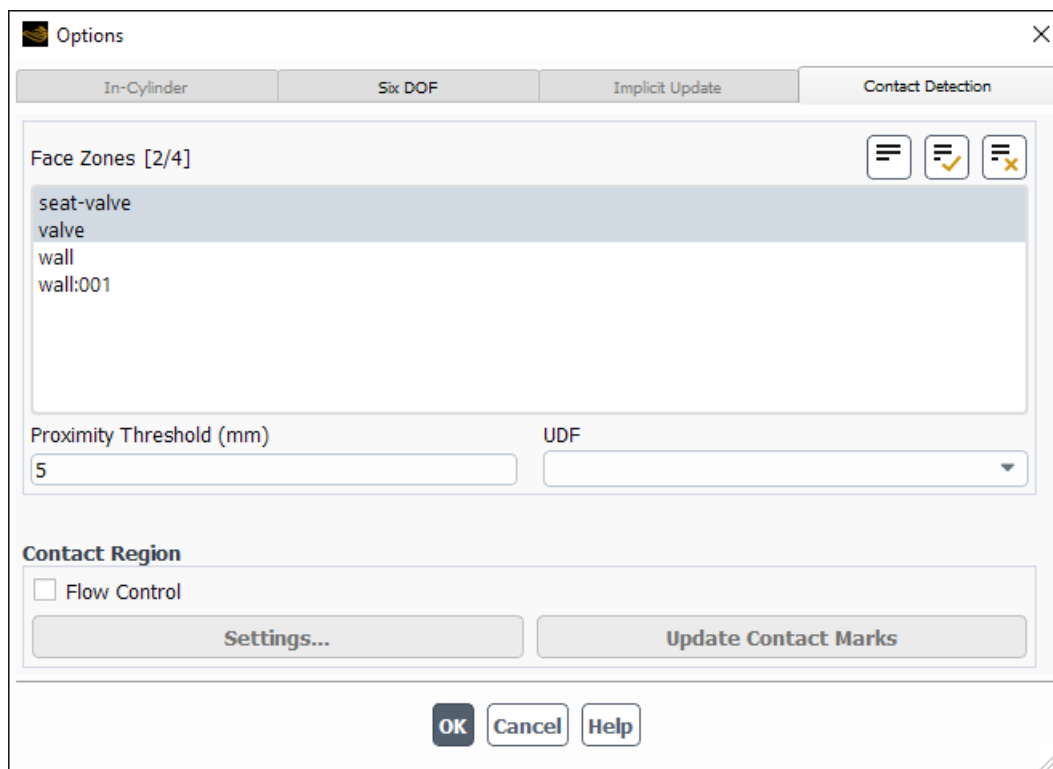 Options
In-Cylinder Six DOF Implicit Update Contact Detection
Face Zones [2/4]
seat-valve
valve
wall
wall:001
Proximity Threshold (mm) UDF
5
Contact Region
Flow Control
Settings... Update Contact Marks
OK Cancel Help